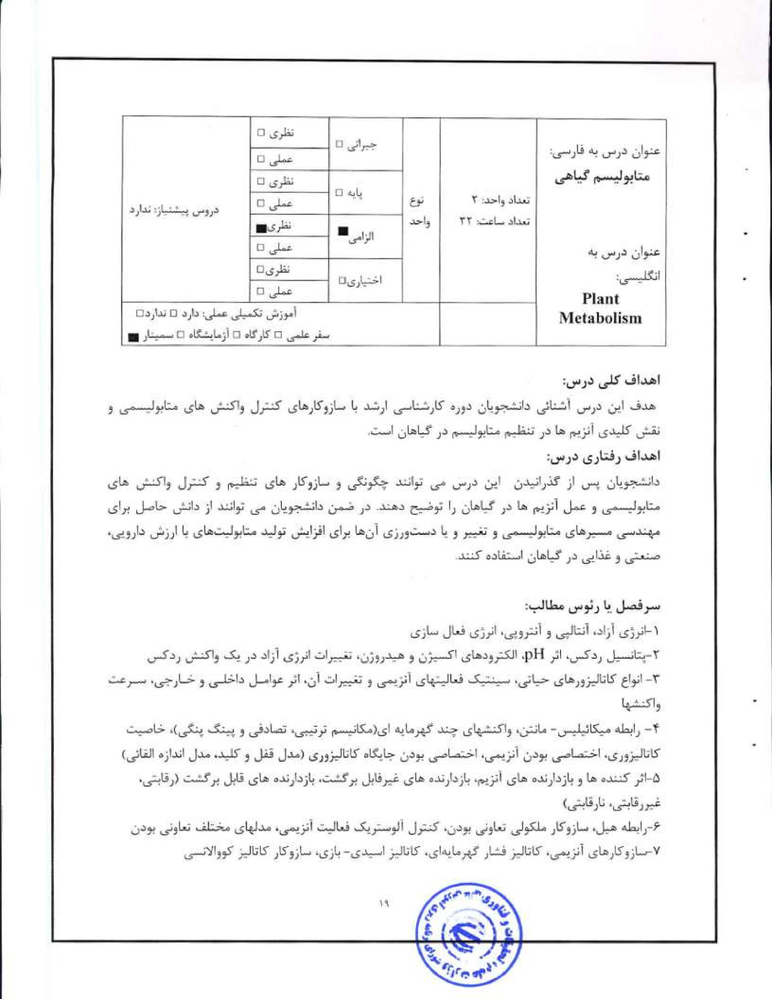 عنوان درس به فارسی:
متابولیسم گیاهی
عنوان درس به
انگلیسی:
Plant
Metabolism
تعداد واحد: ۲
تعداد ساعت: ۳۲
نوع
واحد
جبرانی □
نظری □
عملی □
پایه □
نظری □
عملی □
الزامی ■
نظری ■
عملی □
اختیاری □
نظری □
عملی □
دروس پیشنیاز: ندارد
آموزش تکمیلی عملی: دارد □ ندارد □
سفر علمی □ کارگاه □ آزمایشگاه □ سمینار ■
اهداف کلی درس:
هدف این درس آشنائی دانشجویان دوره کارشناسی ارشد با سازوکارهای کنترل واکنش های متابولیسمی و
نقش کلیدی آنزیم ها در تنظیم متابولیسم در گیاهان است.
اهداف رفتاری درس:
دانشجویان پس از گذرانیدن این درس می توانند چگونگی و سازوکار های تنظیم و کنترل واکنش های
متابولیسمی و عمل آنزیم ها در گیاهان را توضیح دهند. در ضمن دانشجویان می توانند از دانش حاصل برای
مهندسی مسیرهای متابولیسمی و تغییر و یا دست‌ورزی آن‌ها برای افزایش تولید متابولیت‌های با ارزش دارویی،
صنعتی و غذایی در گیاهان استفاده کنند.
سرفصل یا رئوس مطالب:
۱-انرژی آزاد، آنتالپی و آنتروپی، انرژی فعال سازی
۲-پتانسیل ردکس، اثر pH، الکترودهای اکسیژن و هیدروژن، تغییرات انرژی آزاد در یک واکنش ردکس
۳- انواع کاتالیزورهای حیاتی، سینتیک فعالیتهای آنزیمی و تغییرات آن، اثر عوامل داخلی و خارجی، سرعت
واکنشها
۴- رابطه میکائیلیس- مانتن، واکنشهای چند گهرمایه ای(مکانیسم ترتیبی، تصادفی و پینگ پنگی)، خاصیت
کاتالیزوری، اختصاصی بودن آنزیمی، اختصاصی بودن جایگاه کاتالیزوری (مدل قفل و کلید، مدل اندازه القائی)
۵-اثر کننده ها و بازدارنده های آنزیم، بازدارنده های غیرقابل برگشت، بازدارنده های قابل برگشت (رقابتی،
غیررقابتی، نارقابتی)
۶-رابطه هیل، سازوکار ملکولی تعاونی بودن، کنترل آلوستریک فعالیت آنزیمی، مدلهای مختلف تعاونی بودن
۷-سازوکارهای آنزیمی، کاتالیز فشار گهرمایه‌ای، کاتالیز اسیدی- بازی، سازوکار کاتالیز کووالانسی
۱۹
وزارت علوم، تحقیقات و فناوری